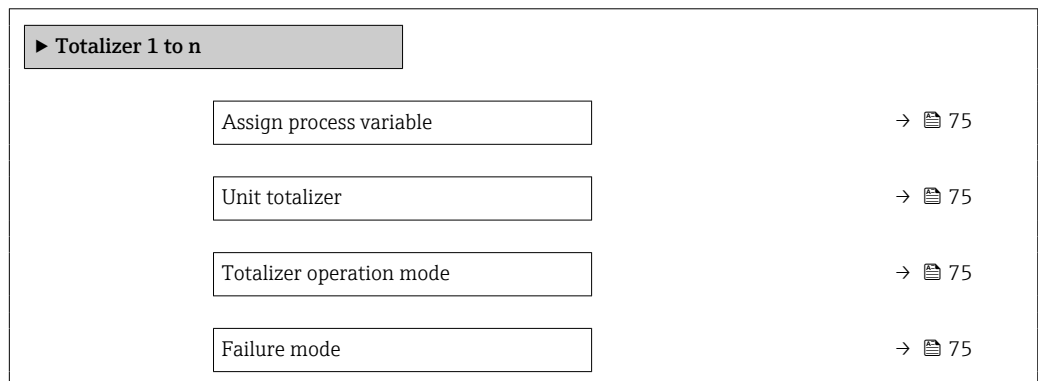 ▶ Totalizer 1 to n
Assign process variable → 75
Unit totalizer → 75
Totalizer operation mode → 75
Failure mode → 75